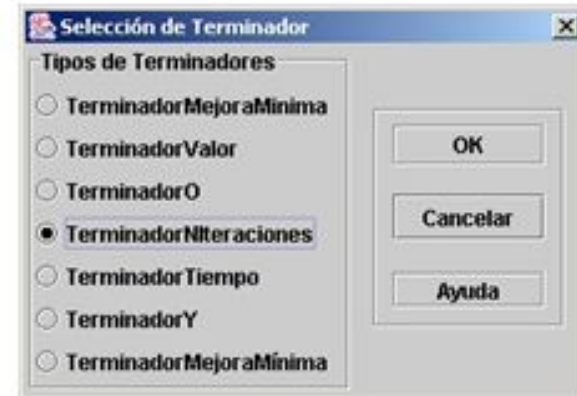 Selección de Terminador
Tipos de Terminadores
TerminadorMejoraMinima
TerminadorValor
TerminadorO
TerminadorNIteraciones
TerminadorTiempo
TerminadorY
TerminadorMejoraMínima
OK
Cancelar
Ayuda